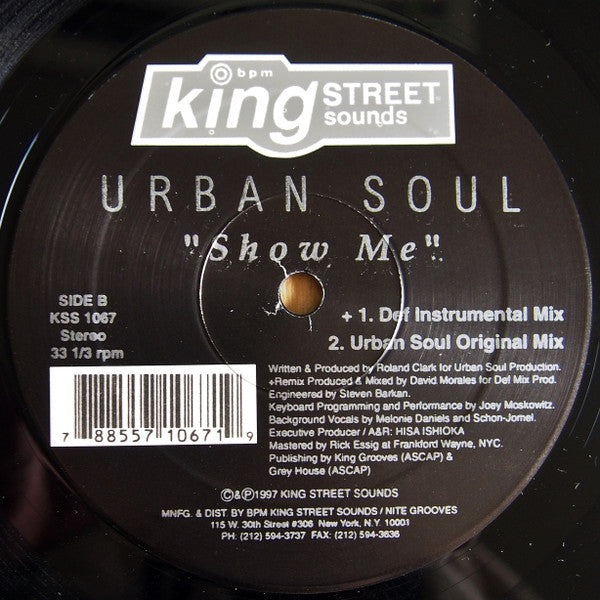 bpm
king STREET
sounds
URBAN SOUL
"Show Me"
SIDE B
KSS 1067
Stereo
33 1/3 rpm
+ 1. Def Instrumental Mix
2. Urban Soul Original Mix
Written & Produced by Roland Clark for Urban Soul Production.
+Remix Produced & Mixed by David Morales for Def Mix Prod.
Engineered by Steven Barkan.
Keyboard Programming and Performance by Joey Moskowitz.
Background Vocals by Melonie Daniels and Schon-Jornel.
Executive Producer / A&R: HISA ISHIOKA
Mastered by Rick Essig at Frankford Wayne, NYC.
Publishing by King Grooves (ASCAP) &
Grey House (ASCAP)
7 88557 10671 9
©&℗1997 KING STREET SOUNDS
MNFG. & DIST. BY BPM KING STREET SOUNDS / NITE GROOVES
115 W. 30th Street #306 New York, N.Y. 10001
PH: (212) 594-3737 FAX: (212) 594-3636